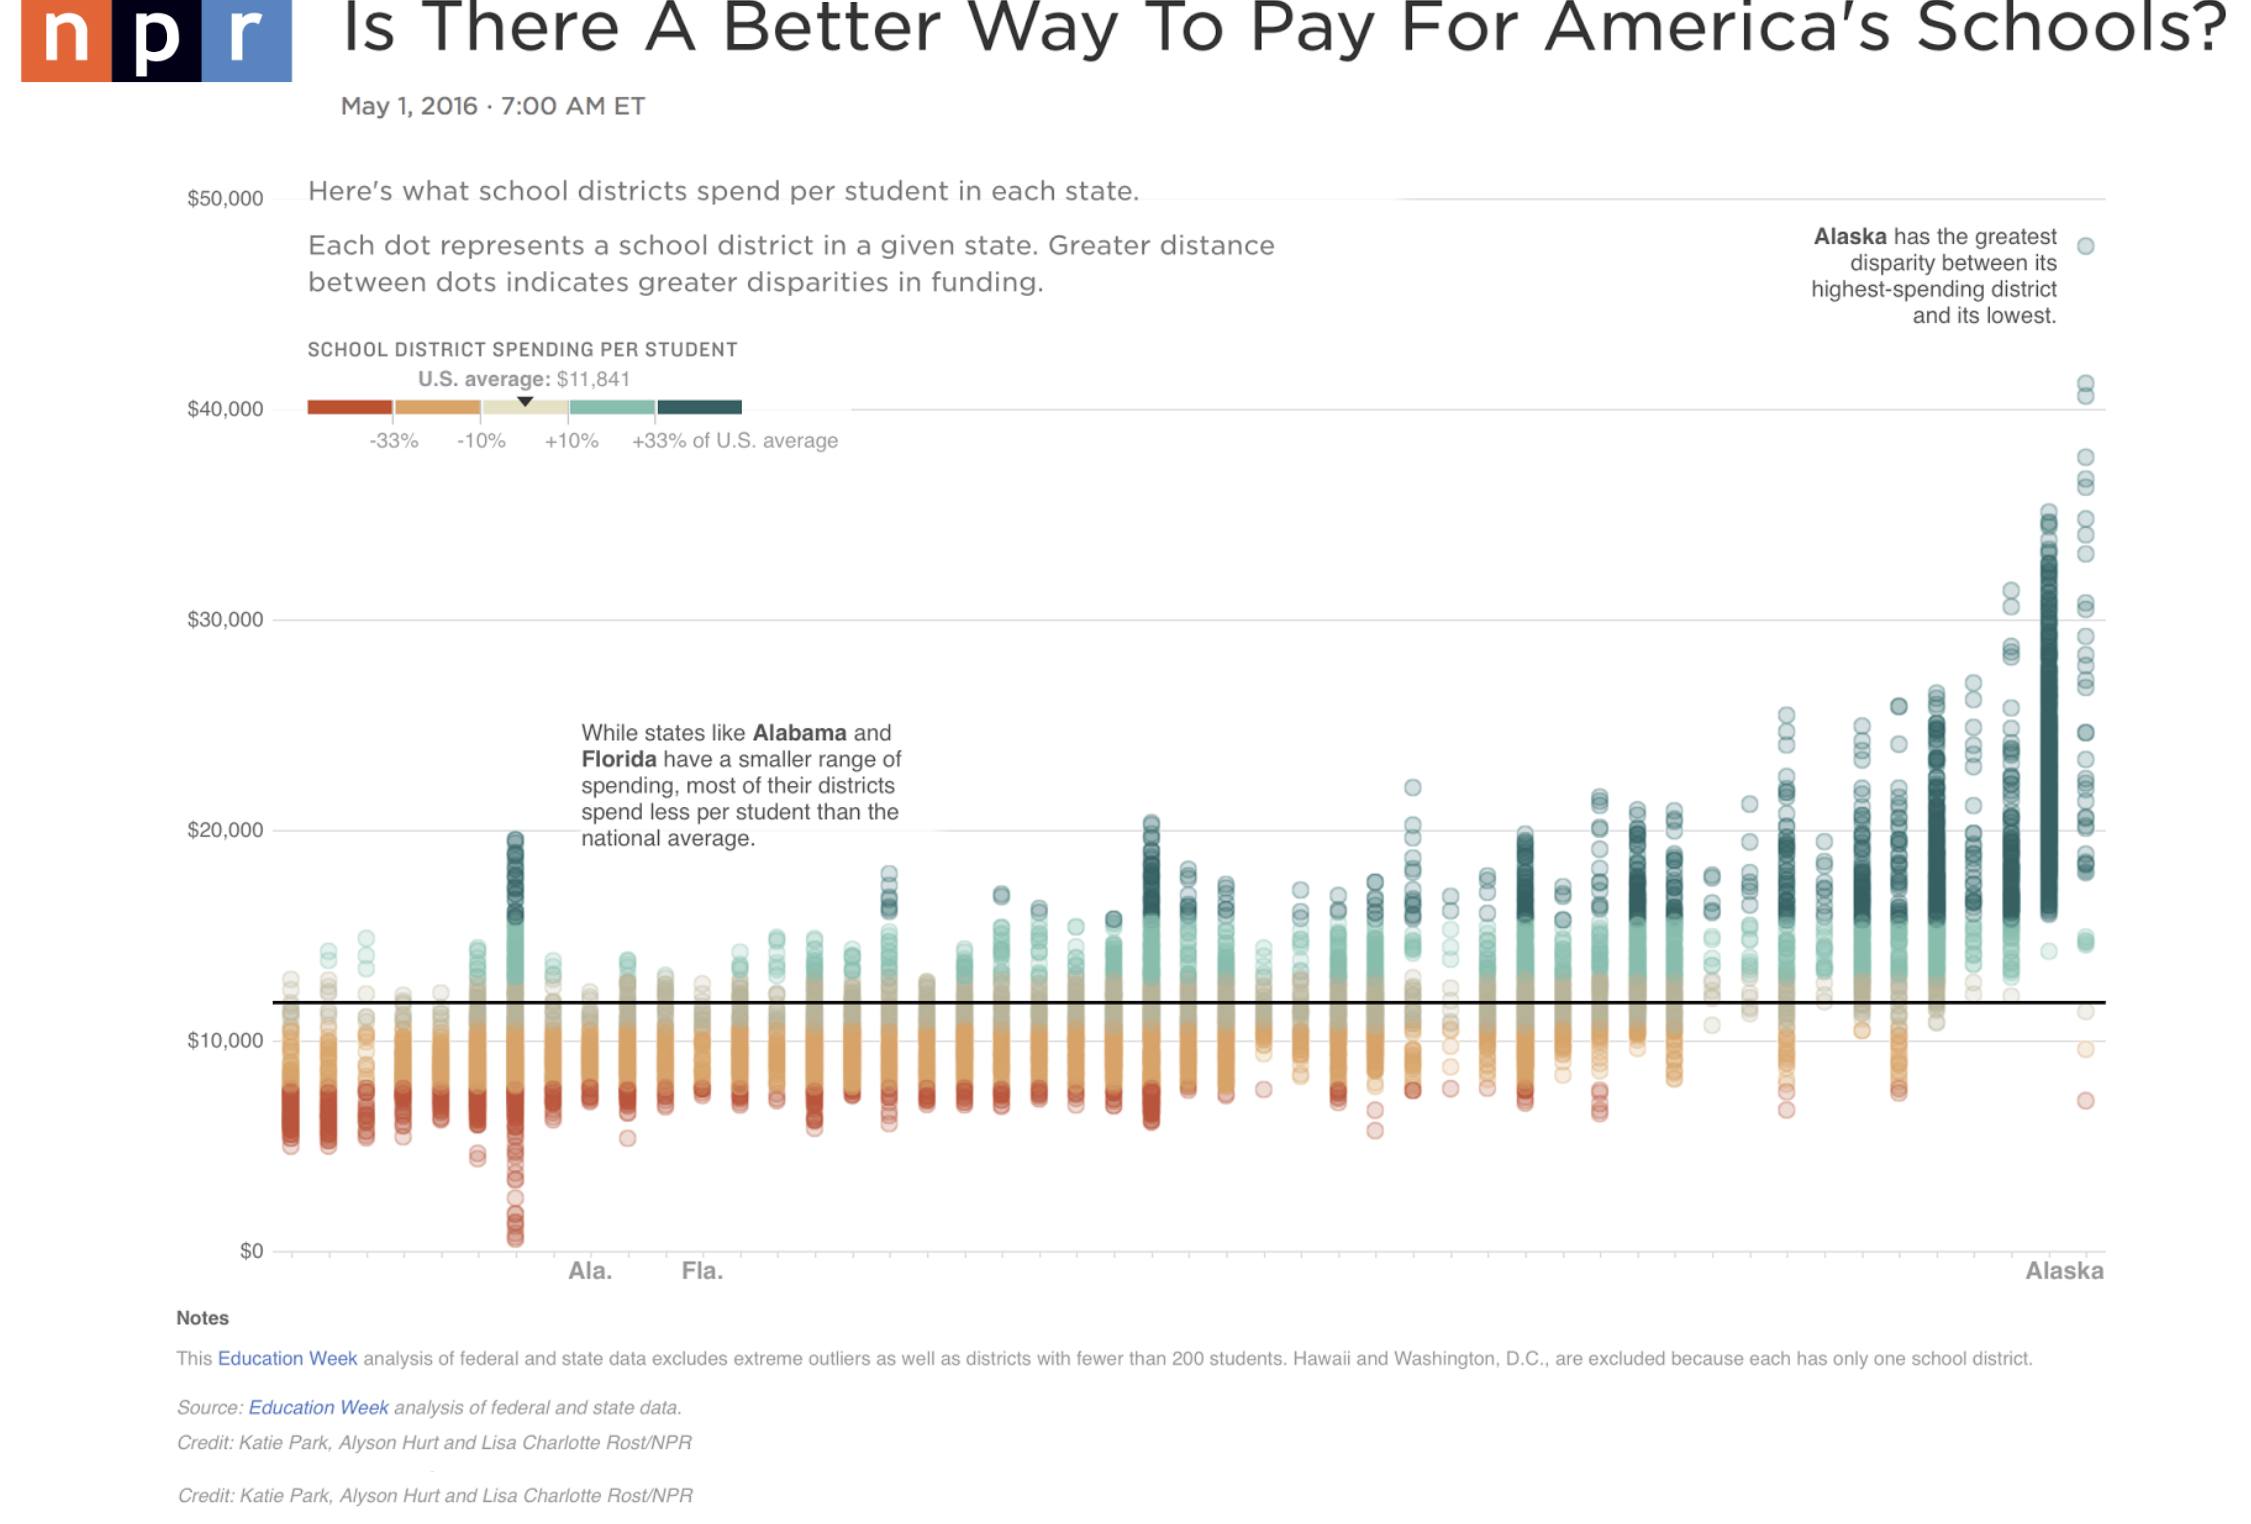 npr
Is There A Better Way To Pay For America's Schools?
May 1, 2016 · 7:00 AM ET
Here's what school districts spend per student in each state.
Each dot represents a school district in a given state. Greater distance
between dots indicates greater disparities in funding.
SCHOOL DISTRICT SPENDING PER STUDENT
U.S. average: $11,841
-33% -10% +10% +33% of U.S. average
Alaska has the greatest
disparity between its
highest-spending district
and its lowest.
While states like Alabama and
Florida have a smaller range of
spending, most of their districts
spend less per student than the
national average.
$50,000
$40,000
$30,000
$20,000
$10,000
$0
Ala. Fla. Alaska
Notes
This Education Week analysis of federal and state data excludes extreme outliers as well as districts with fewer than 200 students. Hawaii and Washington, D.C., are excluded because each has only one school district.
Source: Education Week analysis of federal and state data.
Credit: Katie Park, Alyson Hurt and Lisa Charlotte Rost/NPR
Credit: Katie Park, Alyson Hurt and Lisa Charlotte Rost/NPR